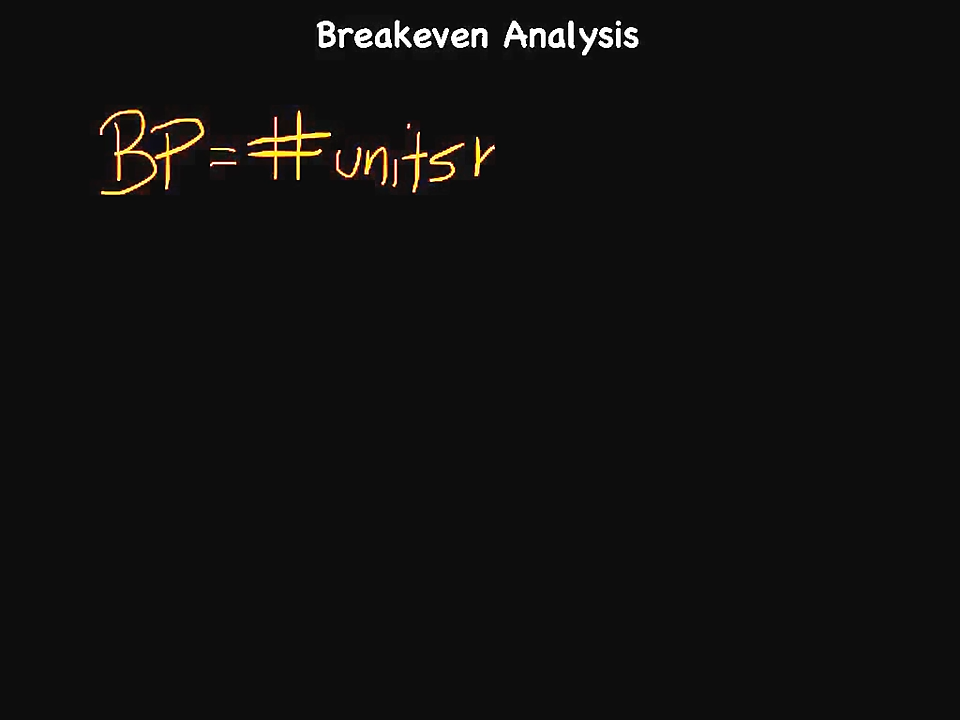 Breakeven Analysis
BP = # units r